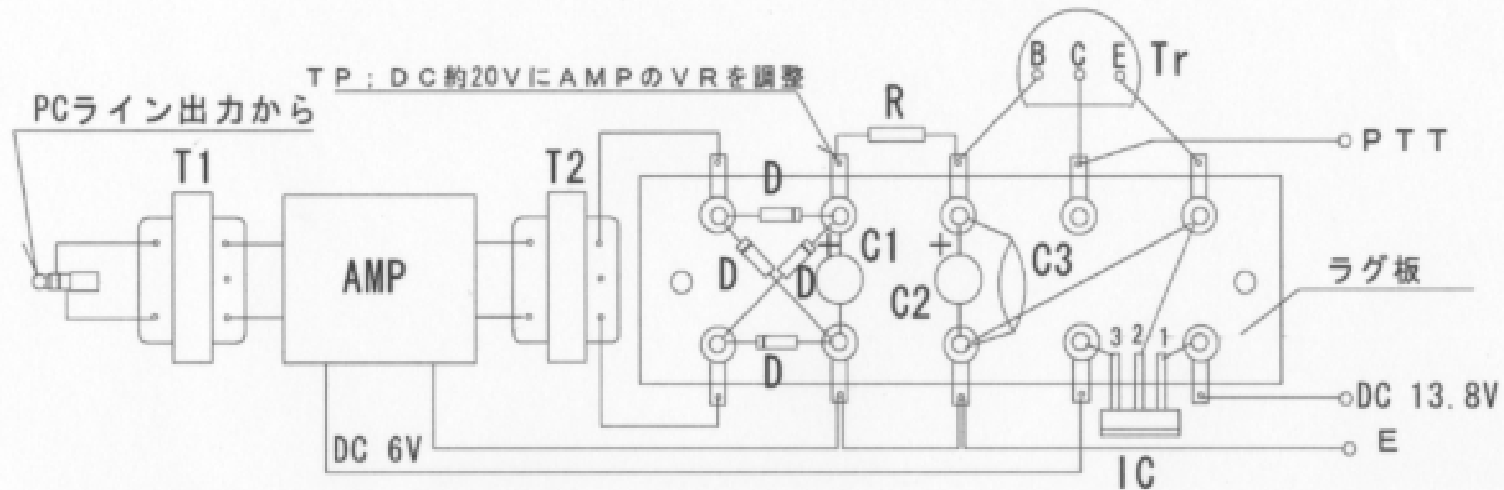 B C E Tr
TP:DC約20VにAMPのVRを調整
PCライン出力から
R
PTT
T1
T2
D
AMP
C1
C2
C3
D
D
D
ラグ板
3 2 1
DC 13.8V
DC 6V
E
IC